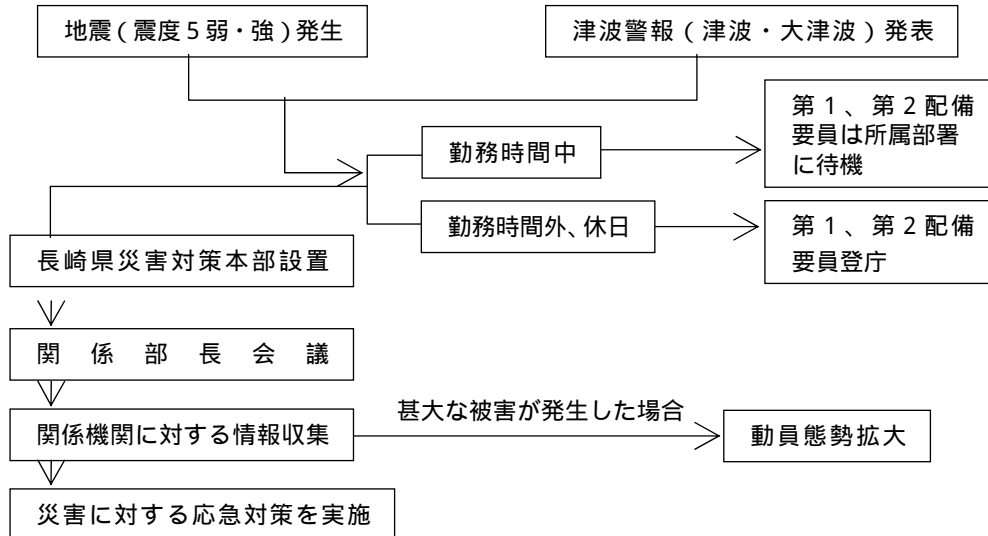 地震(震度5弱・強)発生
津波警報(津波・大津波)発表
第1、第2配備
要員は所属部署
に待機
勤務時間中
勤務時間外、休日
第1、第2配備
要員登庁
長崎県災害対策本部設置
関係部長会議
甚大な被害が発生した場合
関係機関に対する情報収集
動員態勢拡大
災害に対する応急対策を実施